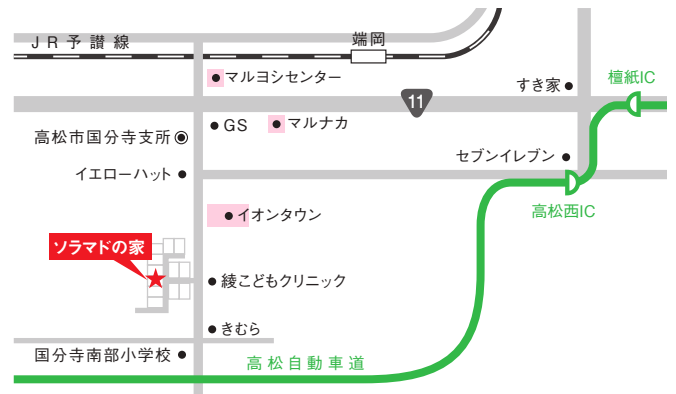 端岡
JR予讃線
マルヨシセンター
檀紙IC
すき家
11
GS
マルナカ
高松市国分寺支所
セブンイレブン
イエローハット
高松西IC
イオンタウン
ソラマドの家
綾こどもクリニック
きむら
国分寺南部小学校
高松自動車道